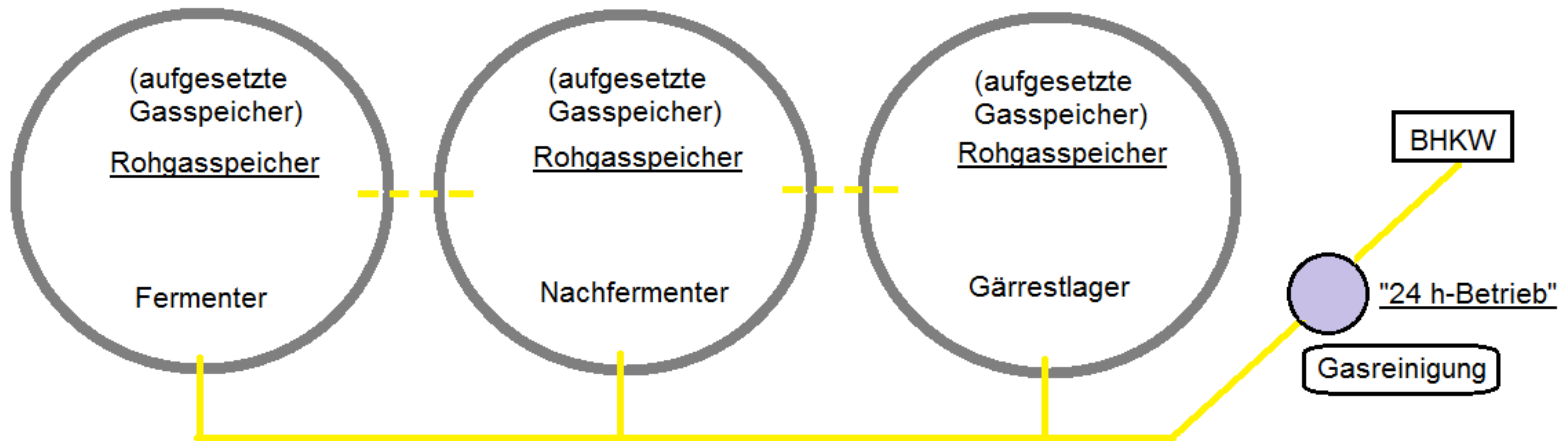 (aufgesetzte
Gasspeicher)
Rohgasspeicher
Fermenter
(aufgesetzte
Gasspeicher)
Rohgasspeicher
Nachfermenter
(aufgesetzte
Gasspeicher)
Rohgasspeicher
Gärrestlager
BHKW
"24 h-Betrieb"
Gasreinigung